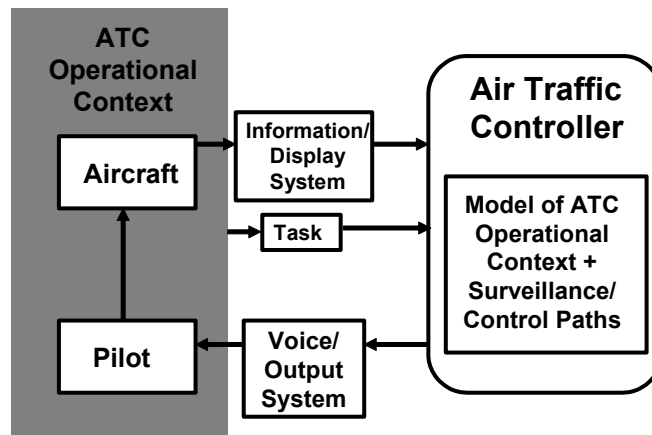 ATC
Operational
Context
Aircraft
Pilot
Information/
Display
System
Task
Voice/
Output
System
Air Traffic
Controller
Model of ATC
Operational
Context +
Surveillance/
Control Paths